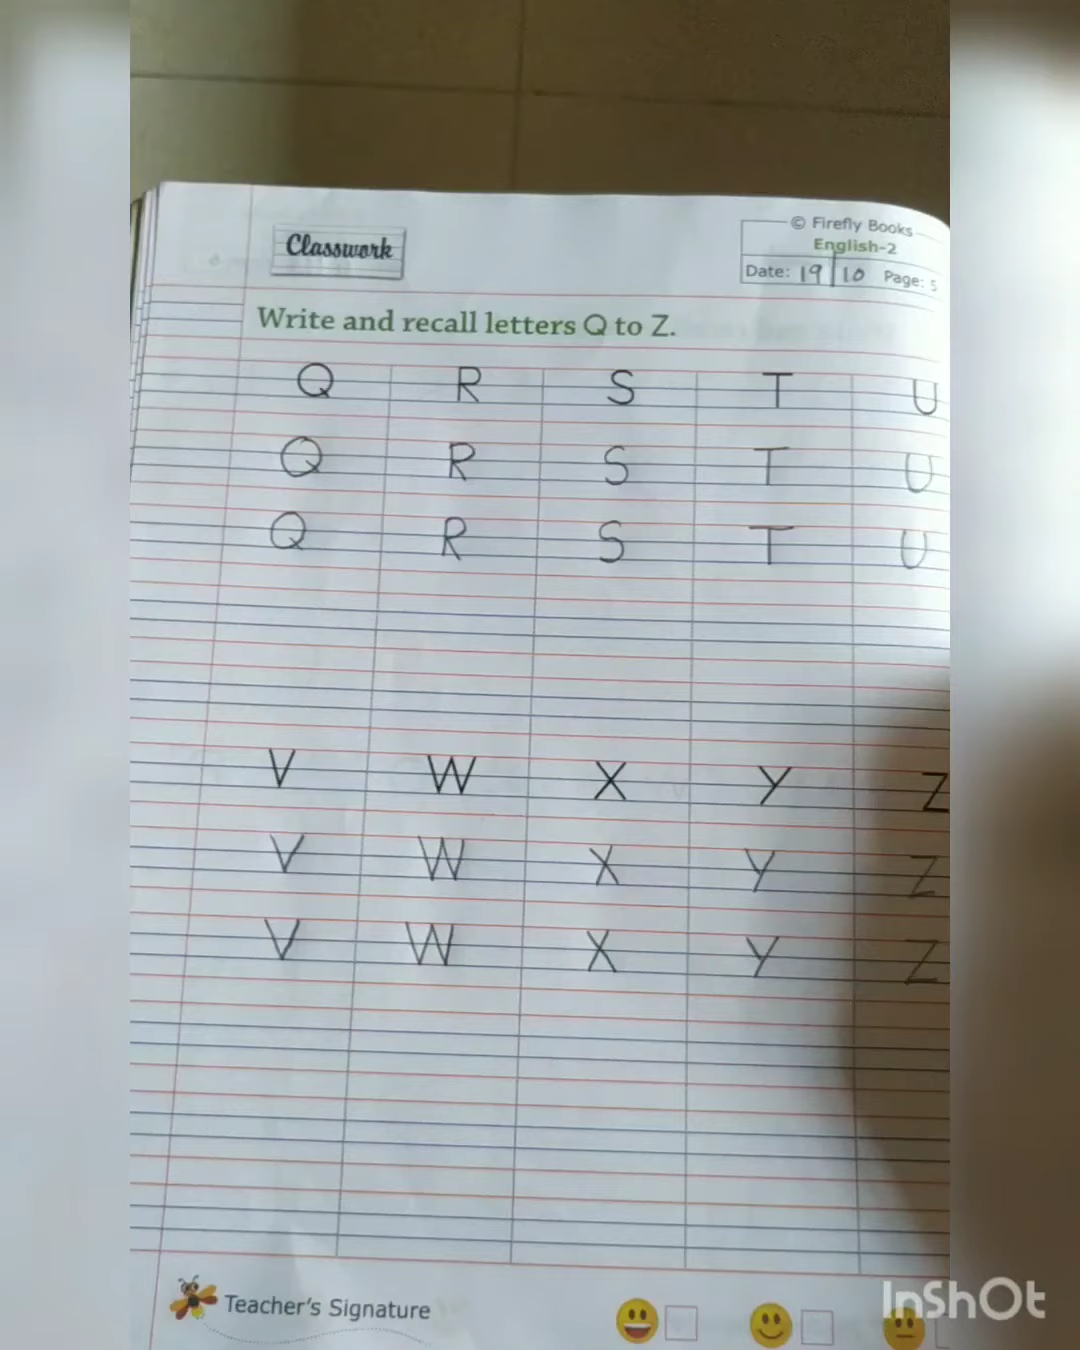 © Firefly Books
Classwork
English-2
Date: 19/10 Page: 5
Write and recall letters Q to Z.
Q R S T U
Q R S T U
Q R S T U
V W X Y Z
V W X Y Z
V W X Y Z
Teacher's Signature
InShOt